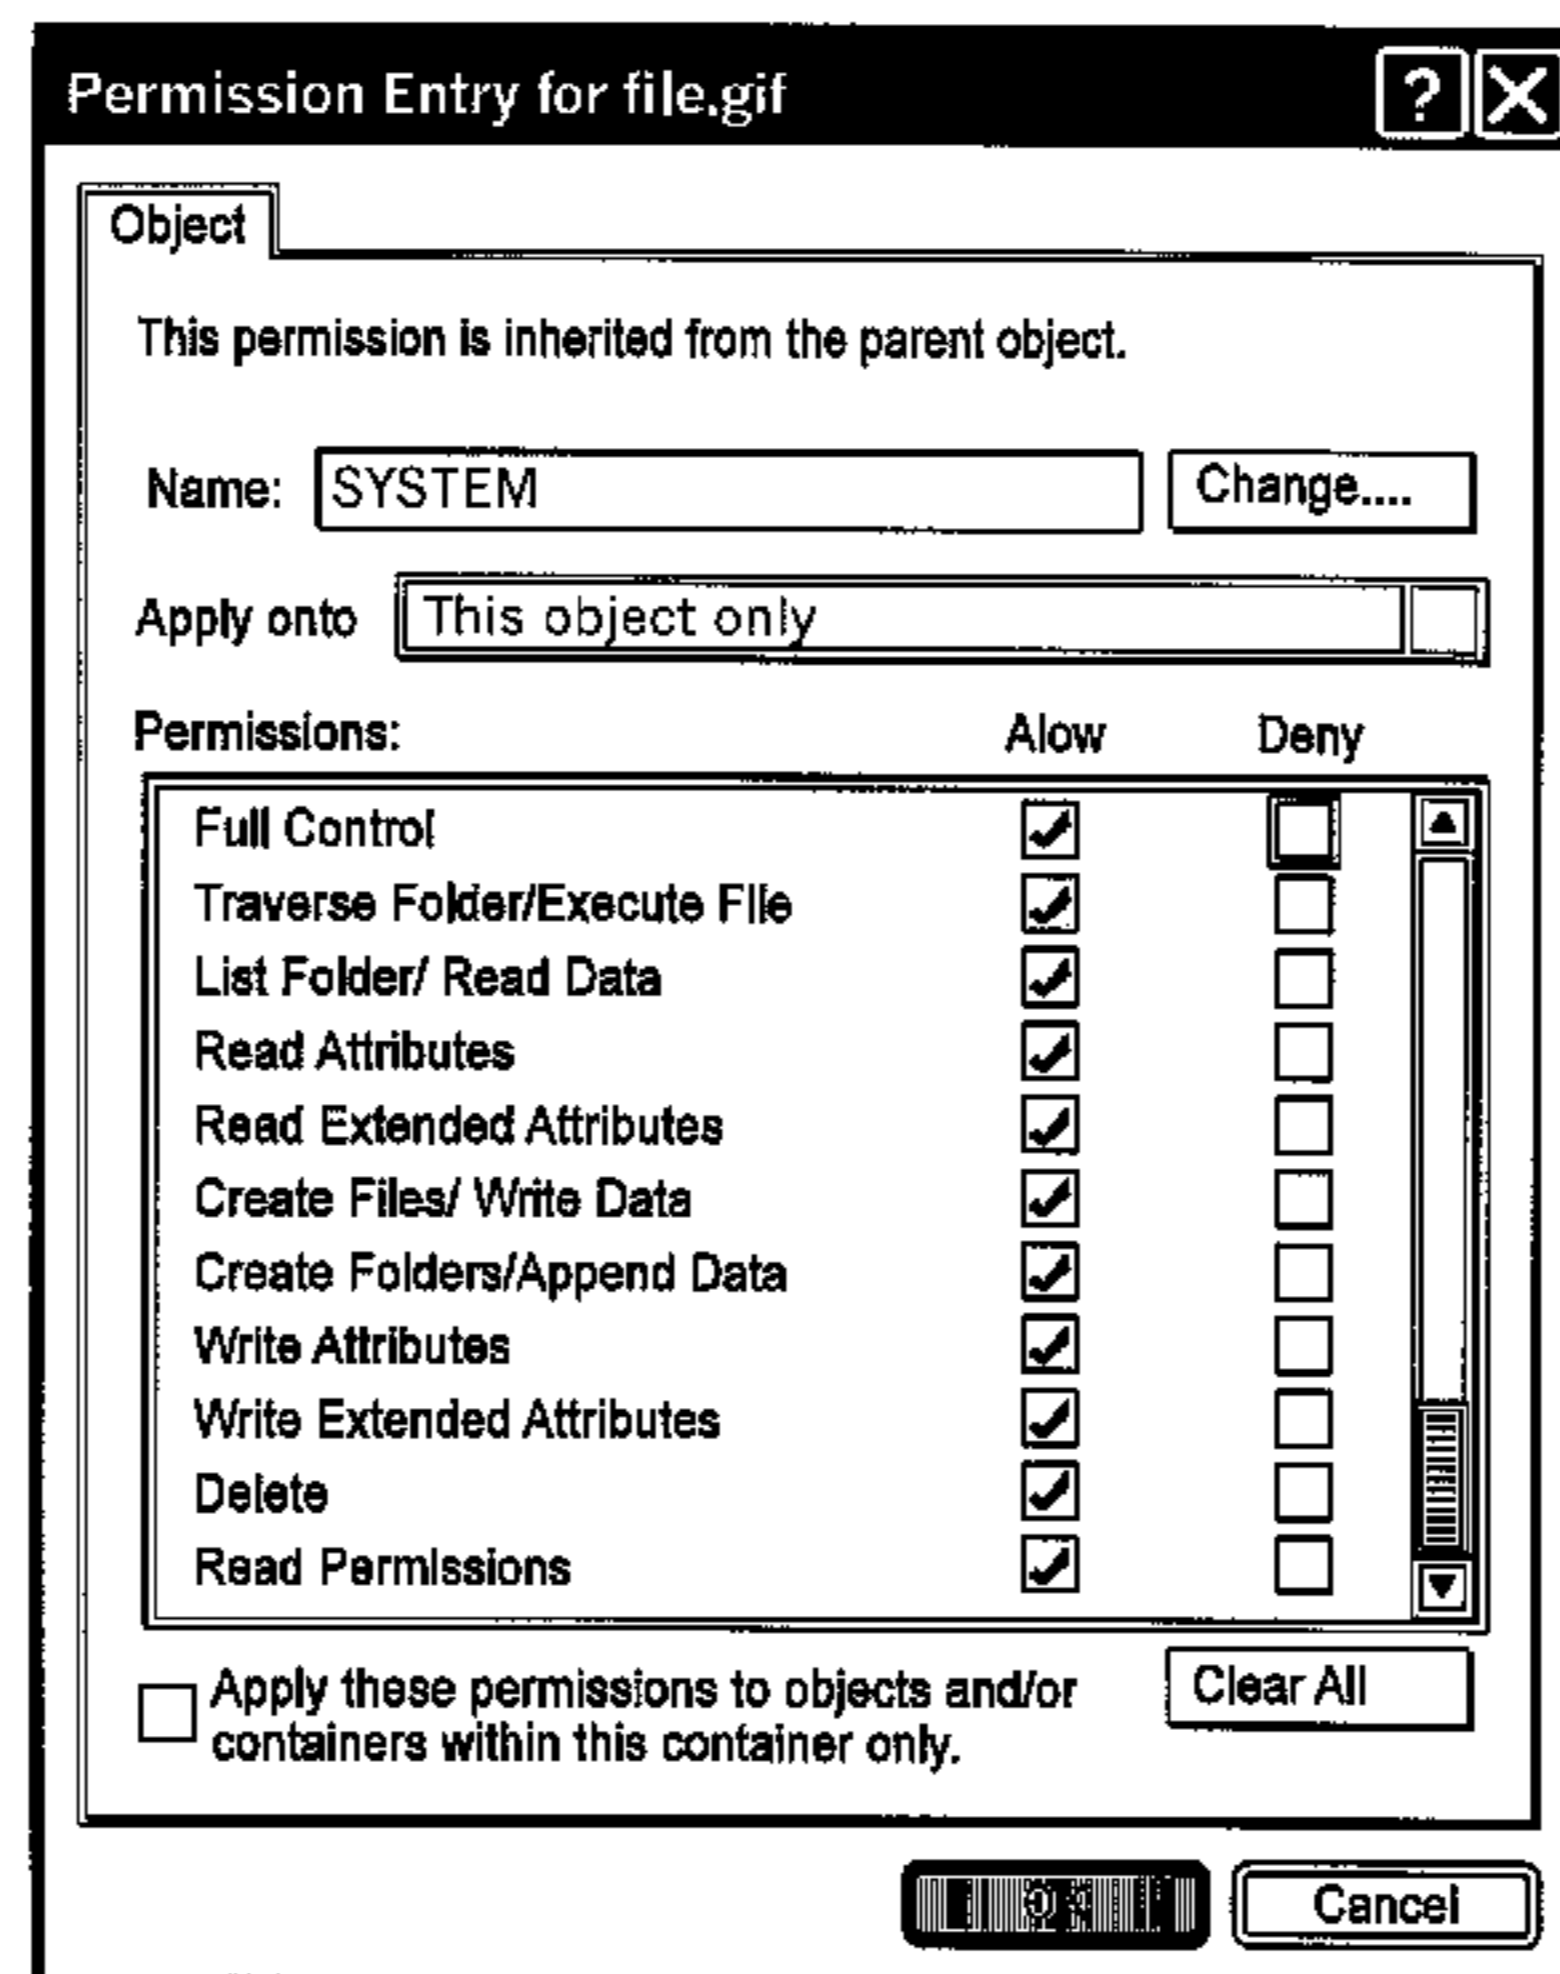 Permission Entry for file.gif
Object
This permission is inherited from the parent object.
Name: SYSTEM Change....
Apply onto This object only
Permissions: Alow Deny
Full Control
Traverse Folder/Execute File
List Folder/ Read Data
Read Attributes
Read Extended Attributes
Create Files/ Write Data
Create Folders/Append Data
Write Attributes
Write Extended Attributes
Delete
Read Permissions
Apply these permissions to objects and/or Clear All
containers within this container only.
OK Cancel